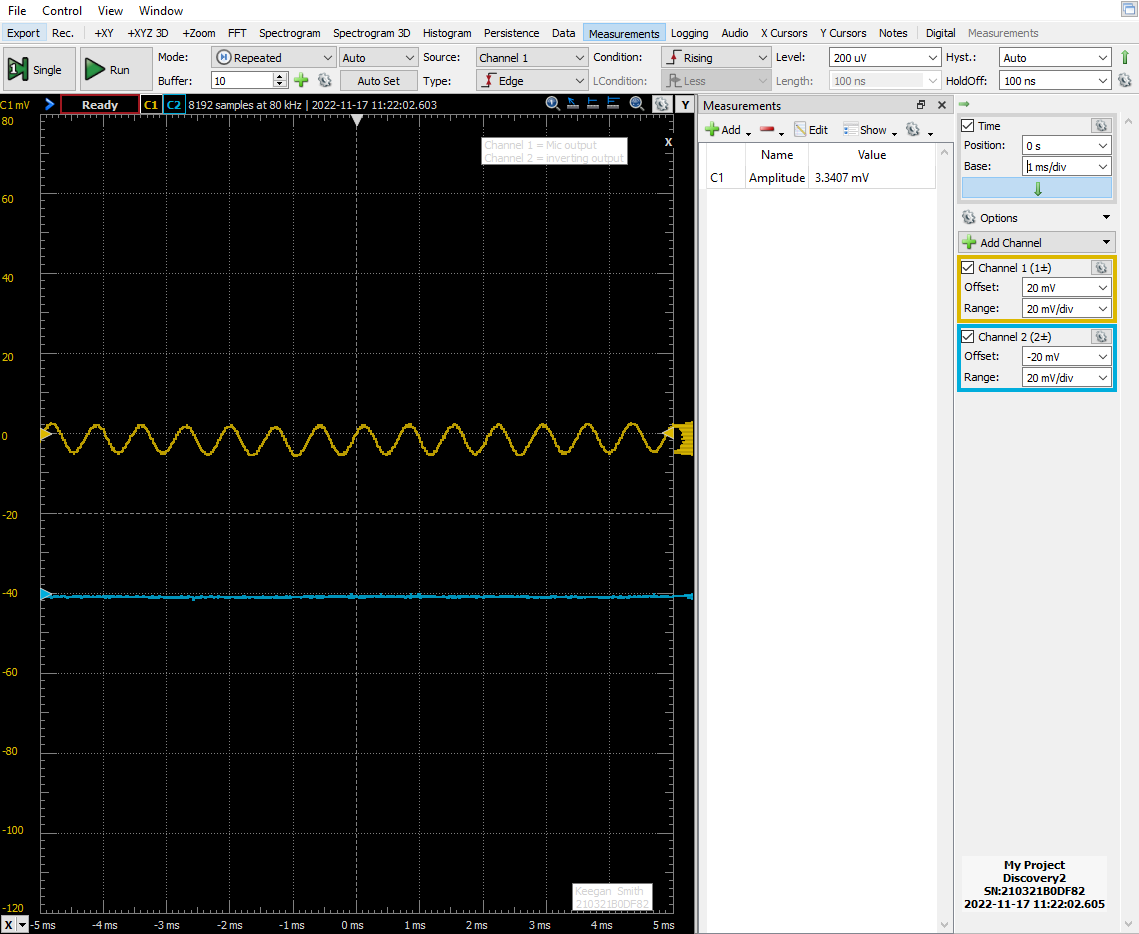 File Control View Window
Export Rec. +XY +XYZ 3D +Zoom FFT Spectrogram Spectrogram 3D Histogram Persistence Data Measurements Logging Audio X Cursors Y Cursors Notes Digital Measurements
Single Run Mode: Repeated Auto Source: Channel 1 Condition: Rising Level: 200 uV Hyst.: Auto
Buffer: 10 Auto Set Type: Edge LCondition: Less Length: 100 ns HoldOff: 100 ns
C1 mV Ready C1 C2 8192 samples at 80 kHz | 2022-11-17 11:22:02.603 Y
80
60
40
20
0
-20
-40
-60
-80
-100
-120
Channel 1 = Mic output
Channel 2 = inverting output
X
Keegan Smith
210321B0DF82
X -5 ms -4 ms -3 ms -2 ms -1 ms 0 ms 1 ms 2 ms 3 ms 4 ms 5 ms
Measurements
Add Edit Show
Name Value
C1 Amplitude 3.3407 mV
Time
Position: 0 s
Base: 1 ms/div
Options
Add Channel
Channel 1 (1±)
Offset: 20 mV
Range: 20 mV/div
Channel 2 (2±)
Offset: -20 mV
Range: 20 mV/div
My Project
Discovery2
SN:210321B0DF82
2022-11-17 11:22:02.605